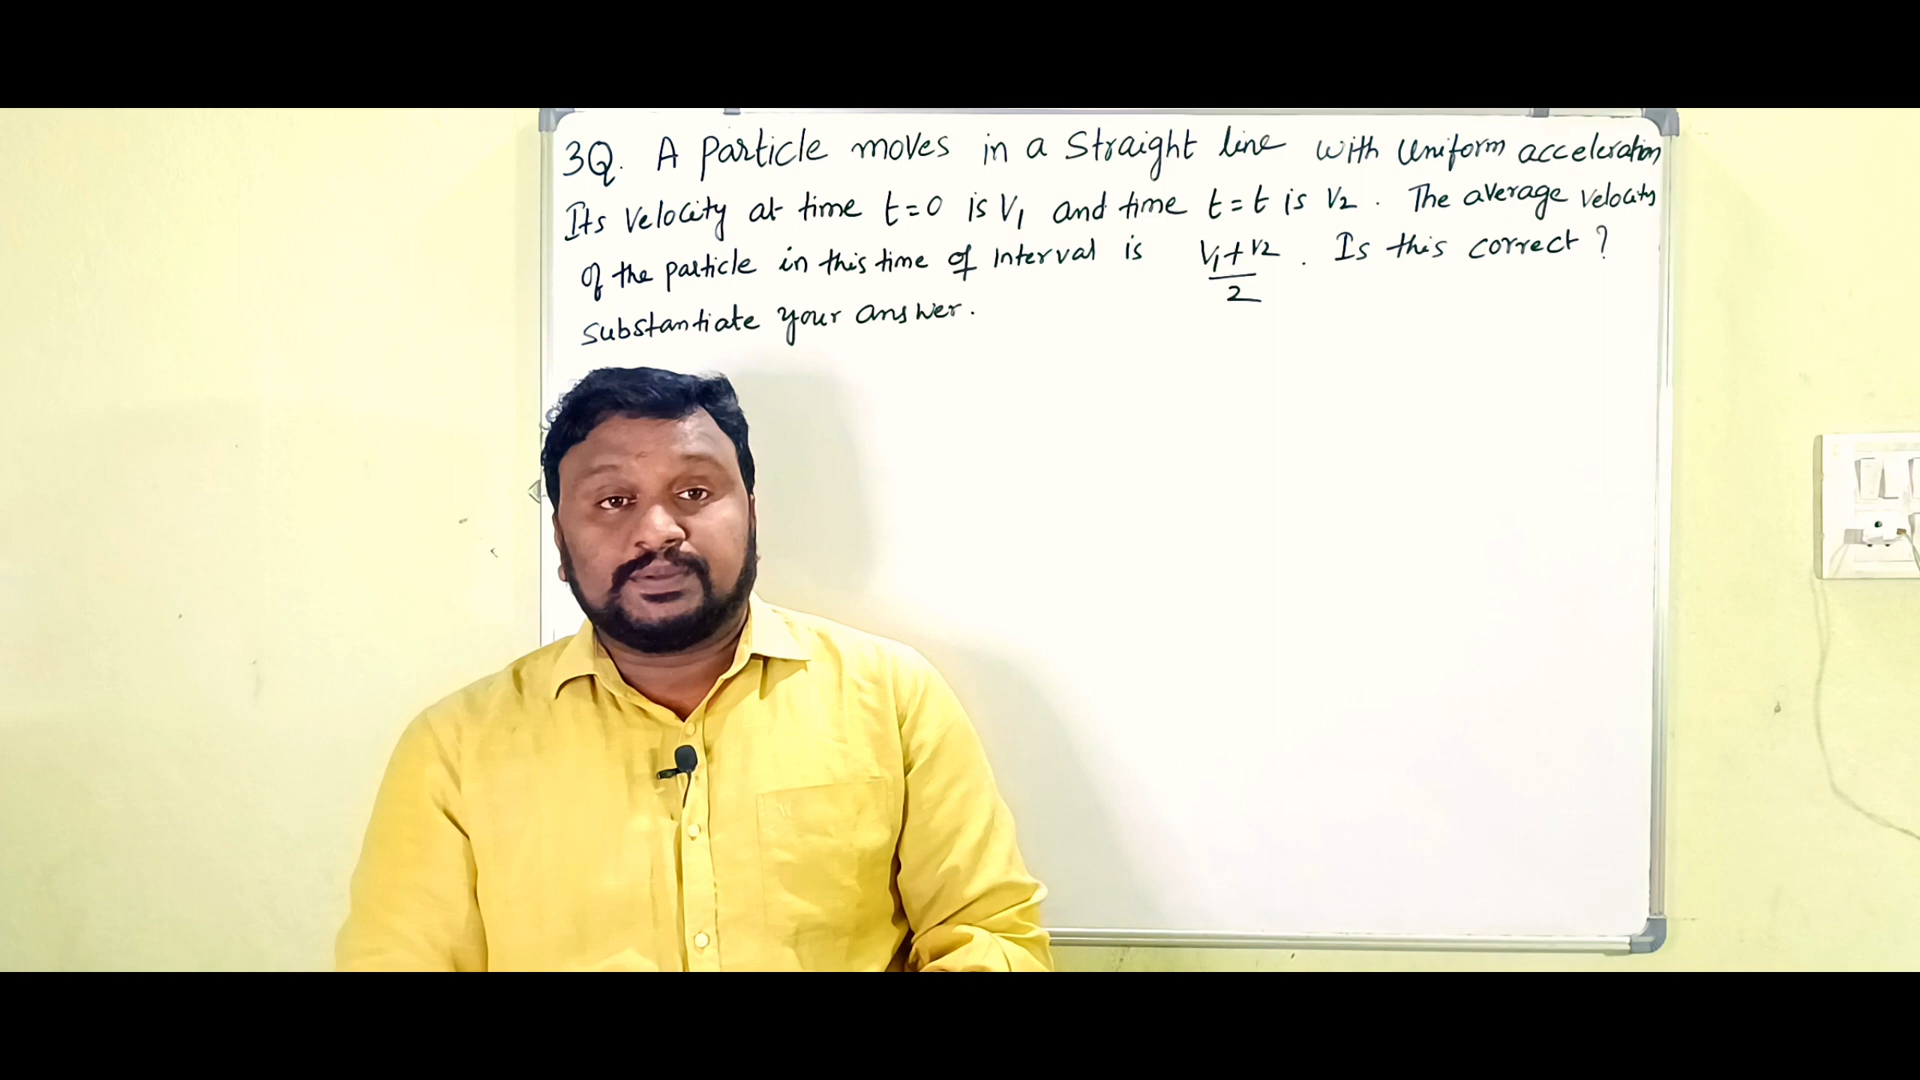 3Q. A Particle moves in a Straight line with Uniform acceleration
Its Velocity at time t=0 is V1 and time t=t is V2. The average velocity
of the particle in this time of Interval is V1+V2/2. Is this correct?
Substantiate your answer.